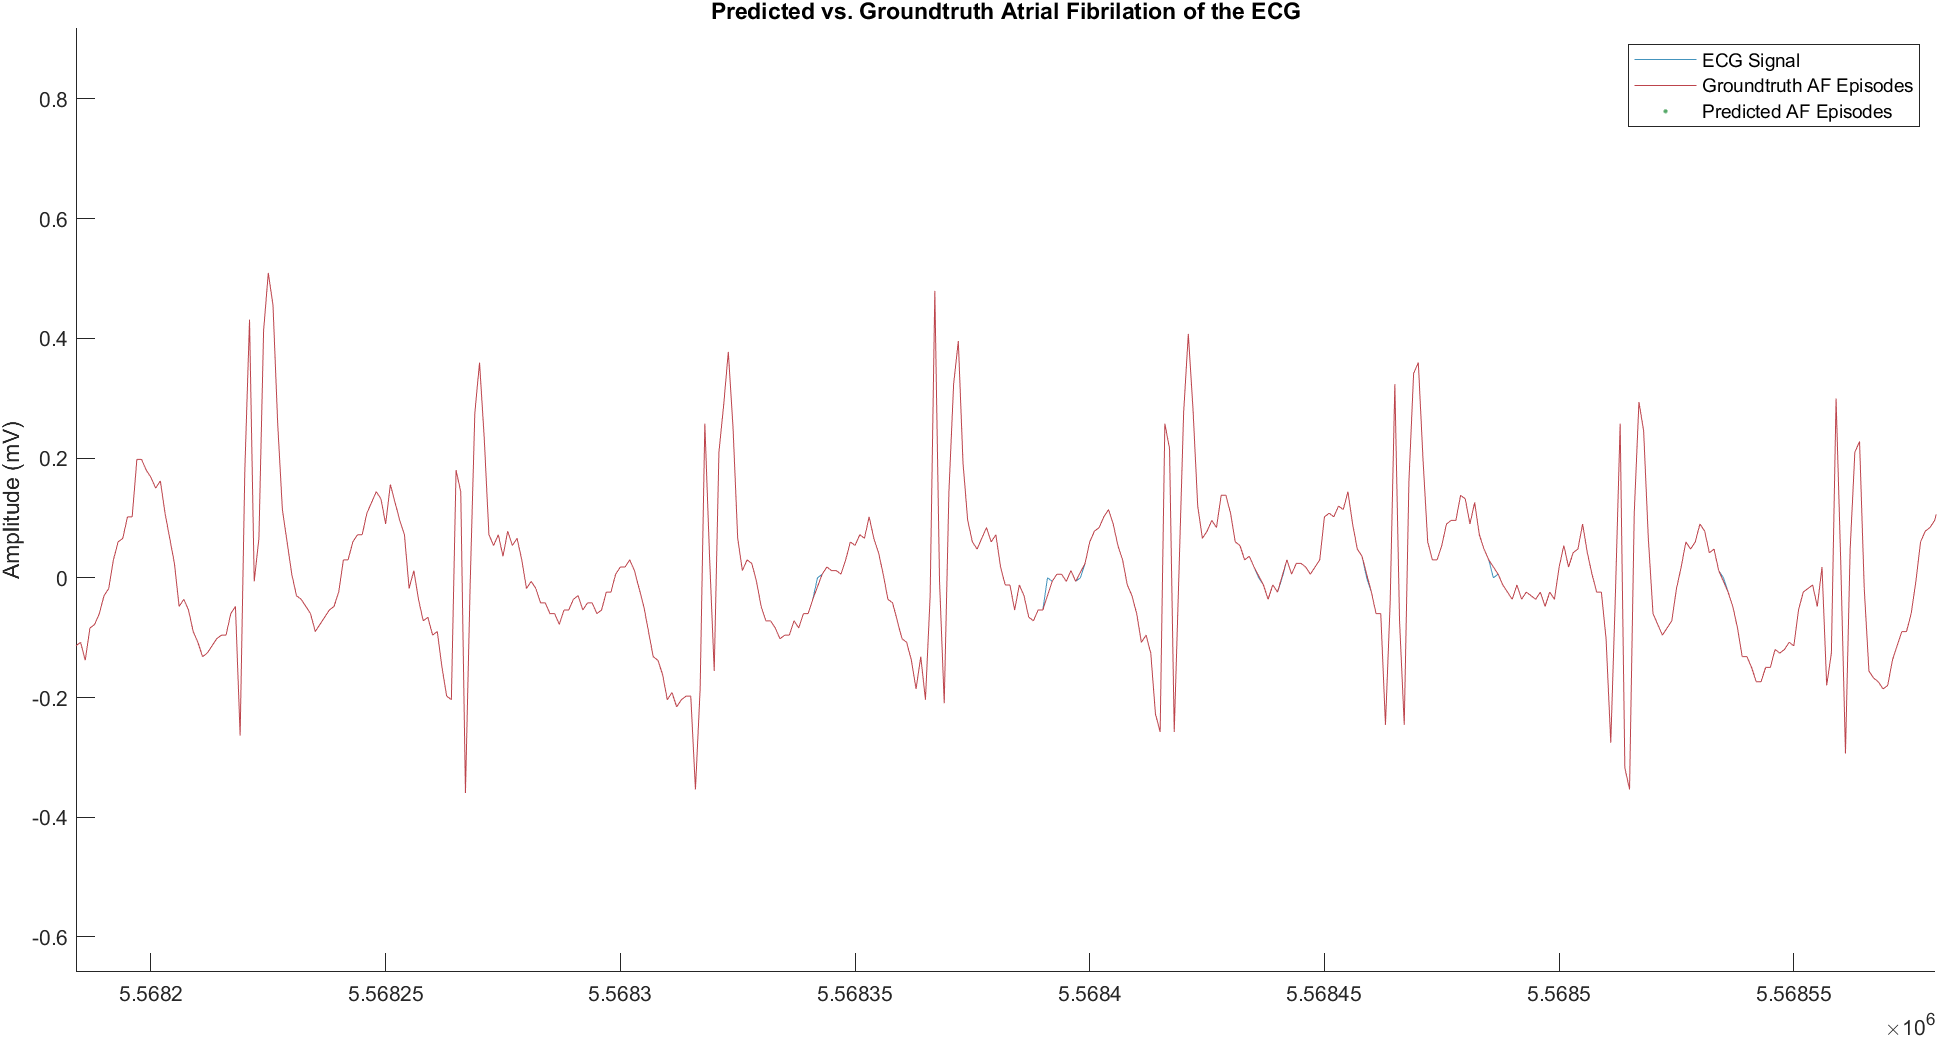 Predicted vs. Groundtruth Atrial Fibrilation of the ECG
ECG Signal
Groundtruth AF Episodes
Predicted AF Episodes
Amplitude (mV)
0.8
0.6
0.4
0.2
0
-0.2
-0.4
-0.6
5.5682 5.56825 5.5683 5.56835 5.5684 5.56845 5.5685 5.56855
×10^6